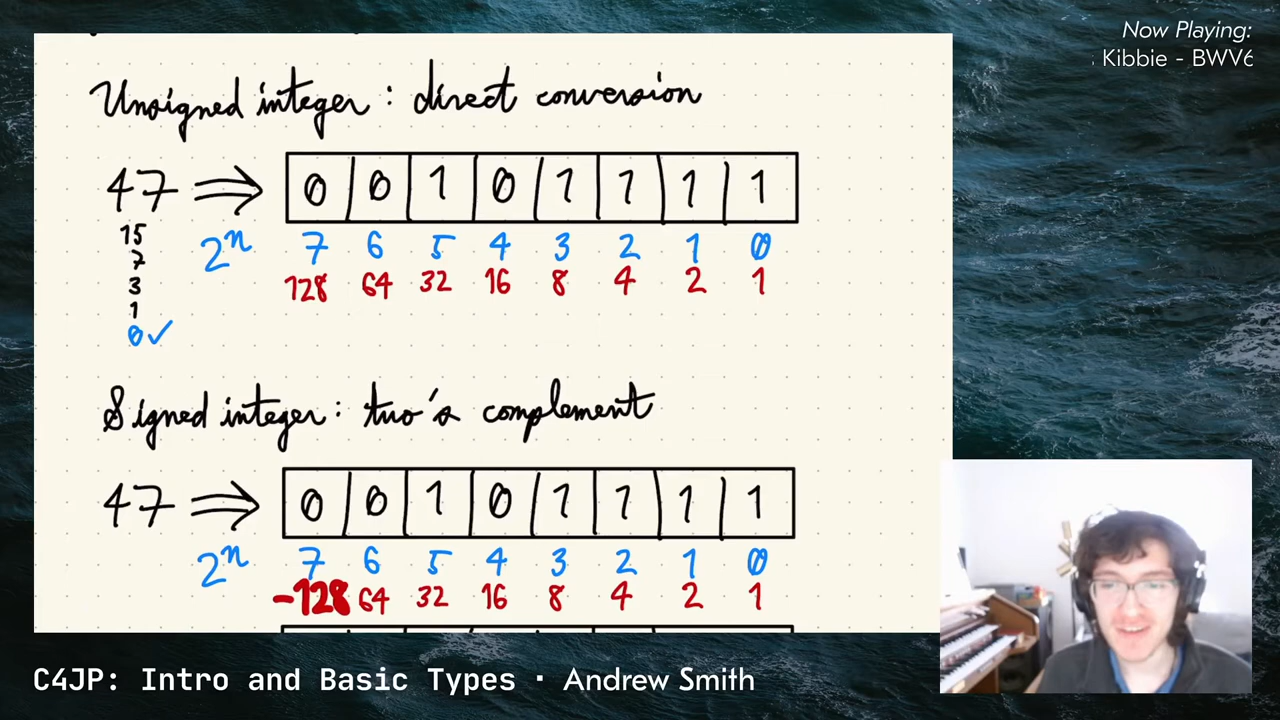 Now Playing:
Kibbie - BWV6
Unsigned integer: direct conversion
47 ⇒ 0 0 1 0 1 1 1 1
15
7
3
1
0✓
2^n 7 6 5 4 3 2 1 0
128 64 32 16 8 4 2 1
Signed integer: two's complement
47 ⇒ 0 0 1 0 1 1 1 1
2^n 7 6 5 4 3 2 1 0
-128 64 32 16 8 4 2 1
C4JP: Intro and Basic Types · Andrew Smith